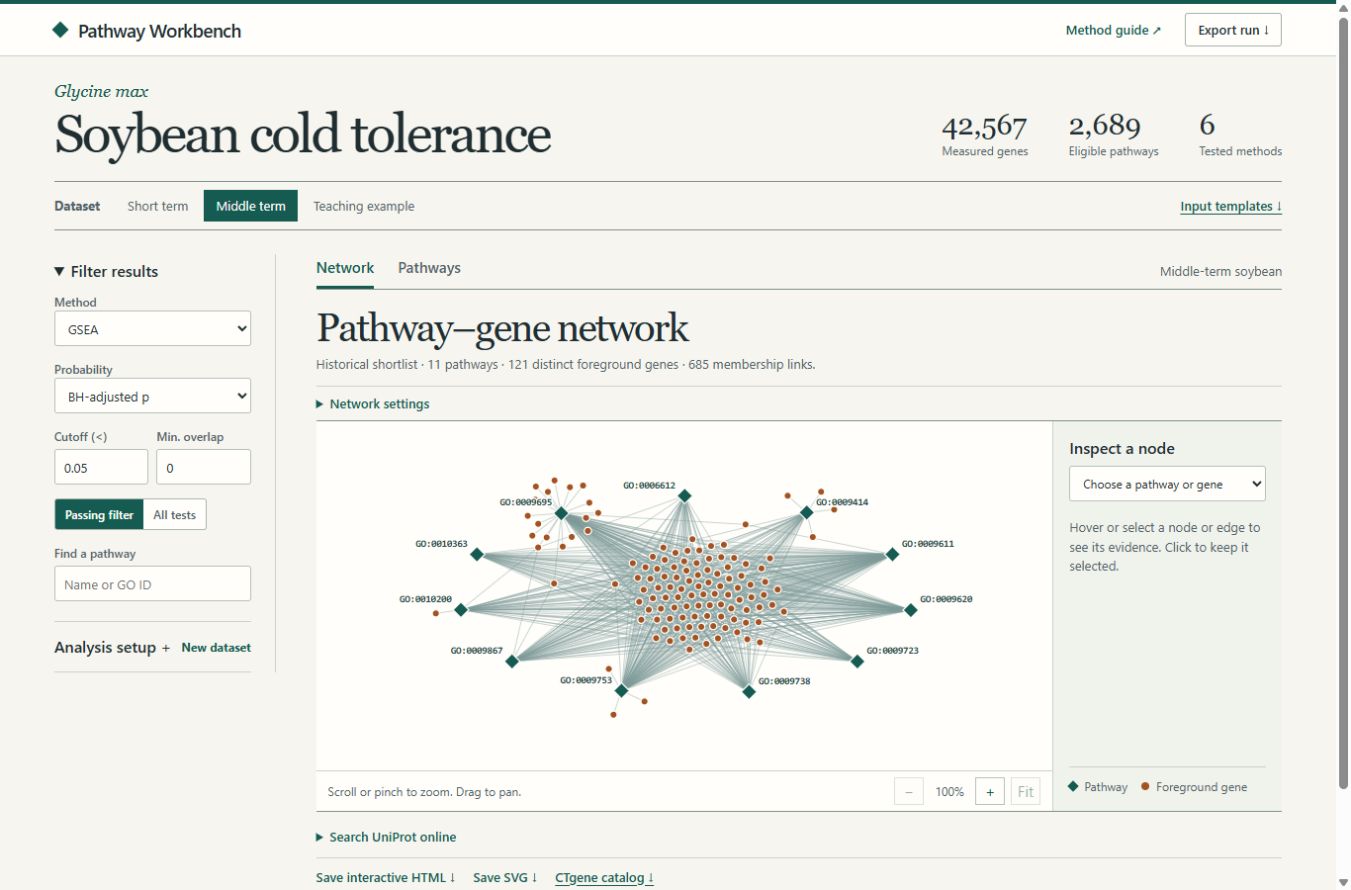 Pathway Workbench
Method guide ↗
Export run ↓
Glycine max
Soybean cold tolerance
42,567
Measured genes
2,689
Eligible pathways
6
Tested methods
Dataset
Short term
Middle term
Teaching example
Input templates ↓
▼ Filter results
Method
GSEA
Probability
BH-adjusted p
Cutoff (<)
Min. overlap
0.05
0
Passing filter
All tests
Find a pathway
Name or GO ID
Analysis setup +
New dataset
Network
Pathways
Middle-term soybean
Pathway—gene network
Historical shortlist · 11 pathways · 121 distinct foreground genes · 685 membership links.
▶ Network settings
GO:0009695
GO:0006612
GO:0009414
GO:0010363
GO:0009611
GO:0010200
GO:0009620
GO:0009867
GO:0009723
GO:0009753
GO:0009738
Scroll or pinch to zoom. Drag to pan.
−
100%
+
Fit
Inspect a node
Choose a pathway or gene
Hover or select a node or edge to
see its evidence. Click to keep it
selected.
Pathway
Foreground gene
▶ Search UniProt online
Save interactive HTML ↓
Save SVG ↓
CTgene catalog ↓